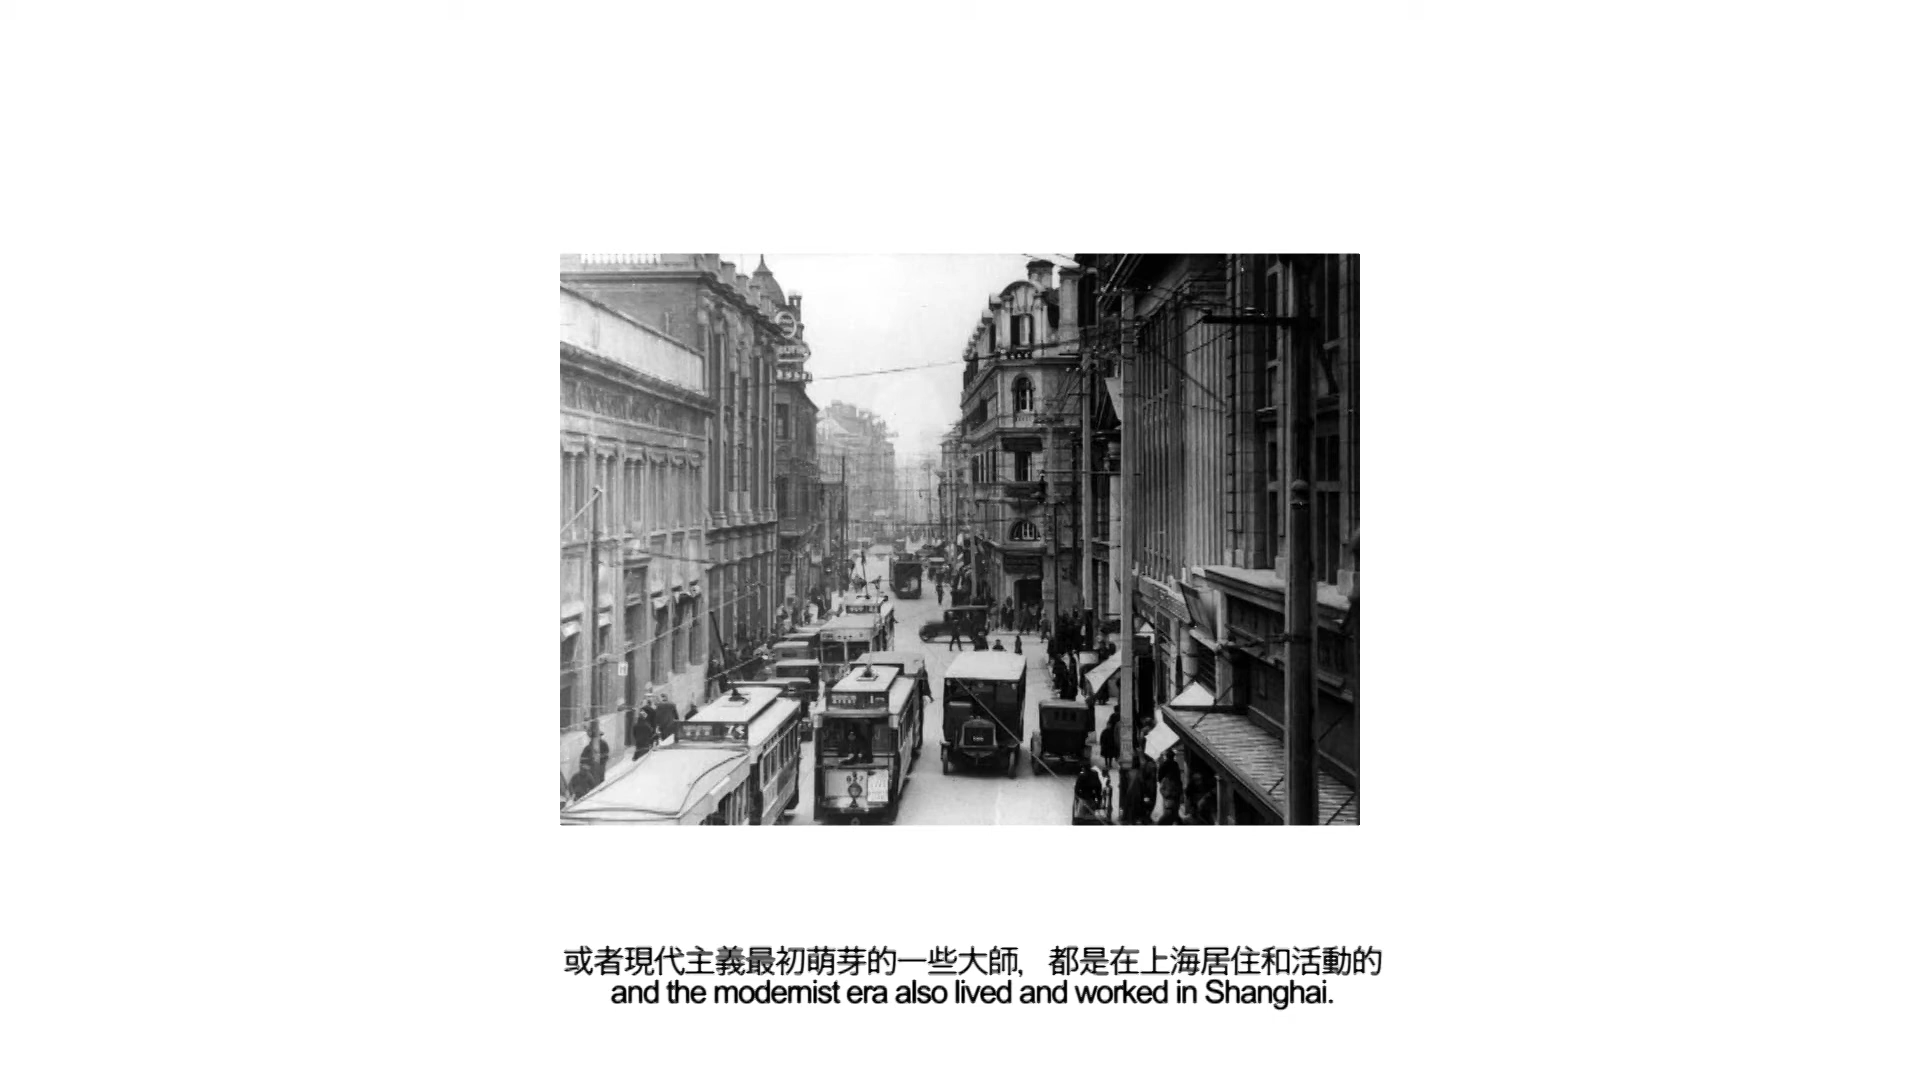 或者現代主義最初萌芽的一些大師，都是在上海居住和活動的
and the modernist era also lived and worked in Shanghai.